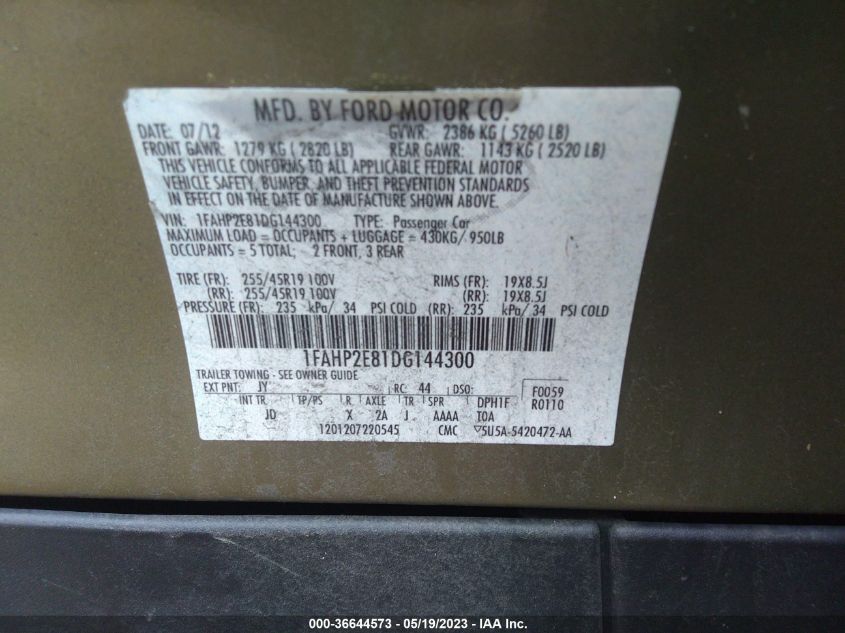 MFD. BY FORD MOTOR CO.
DATE: 07/12 GVWR: 2386 KG ( 5260 LB)
FRONT GAWR: 1279 KG ( 2820 LB) REAR GAWR: 1143 KG ( 2520 LB)
THIS VEHICLE CONFORMS TO ALL APPLICABLE FEDERAL MOTOR
VEHICLE SAFETY, BUMPER, AND THEFT PREVENTION STANDARDS
IN EFFECT ON THE DATE OF MANUFACTURE SHOWN ABOVE.
VIN: 1FAHP2E81DG144300 TYPE: Passenger Car
MAXIMUM LOAD = OCCUPANTS + LUGGAGE = 430KG/ 950LB
OCCUPANTS = 5 TOTAL; 2 FRONT, 3 REAR
TIRE (FR): 255/45R19 100V RIMS (FR): 19X8.5J
(RR): 255/45R19 100V (RR): 19X8.5J
PRESSURE (FR): 235 kPa/ 34 PSI COLD (RR): 235 kPa/ 34 PSI COLD
1FAHP2E81DG144300
TRAILER TOWING - SEE OWNER GUIDE
EXT PNT: JY RC: 44 DSO: F0059
INT TR TP/PS R AXLE TR SPR DPH1F R0110
JD X 2A J AAAA TOA
1201207220545 CMC ▽5U5A-5420472-AA
000-36644573 - 05/19/2023 - IAA Inc.